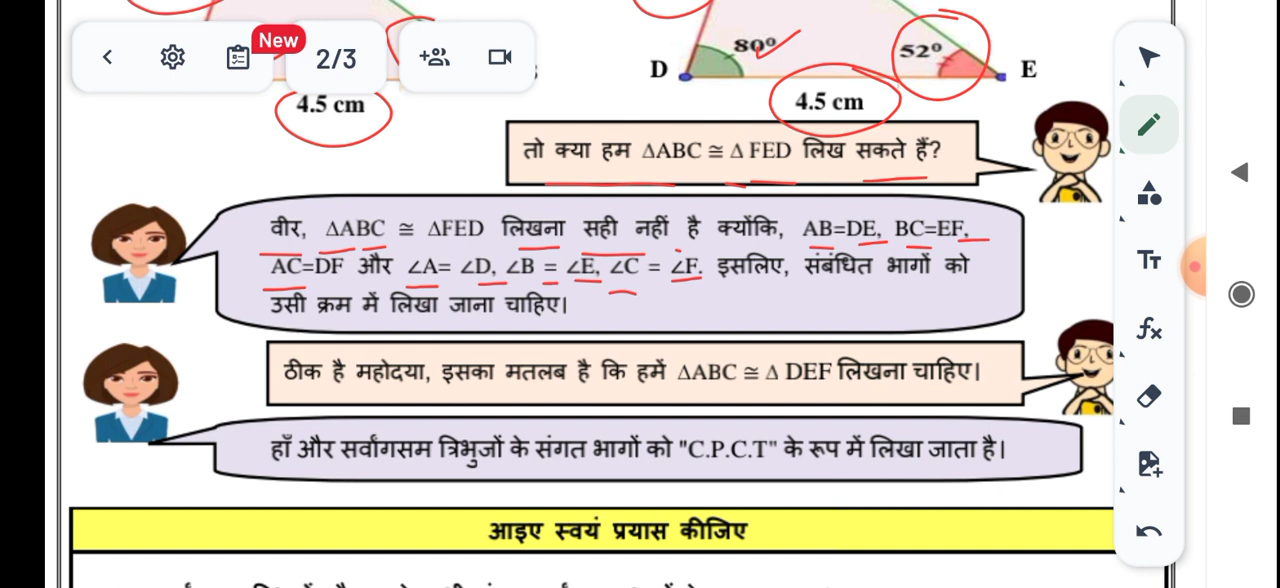 New
2/3
80° 52°
D E
4.5 cm 4.5 cm
तो क्या हम ΔABC ≅ Δ FED लिख सकते हैं?
वीर, ΔABC ≅ ΔFED लिखना सही नहीं है क्योंकि, AB=DE, BC=EF,
AC=DF और ∠A= ∠D, ∠B = ∠E, ∠C = ∠F. इसलिए, संबंधित भागों को
उसी क्रम में लिखा जाना चाहिए।
ठीक है महोदया, इसका मतलब है कि हमें ΔABC ≅ Δ DEF लिखना चाहिए।
हाँ और सर्वांगसम त्रिभुजों के संगत भागों को "C.P.C.T" के रूप में लिखा जाता है।
आइए स्वयं प्रयास कीजिए
Tт
fx